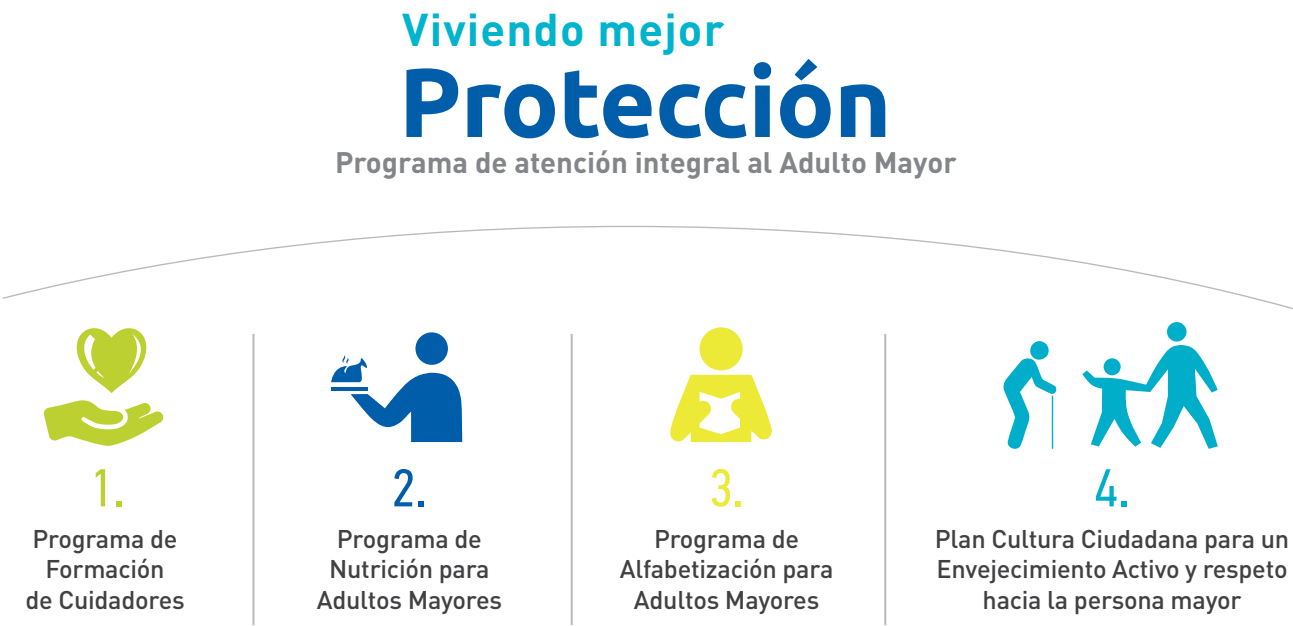 Viviendo mejor
Protección
Programa de atención integral al Adulto Mayor
1.
Programa de
Formación
de Cuidadores
2.
Programa de
Nutrición para
Adultos Mayores
3.
Programa de
Alfabetización para
Adultos Mayores
4.
Plan Cultura Ciudadana para un
Envejecimiento Activo y respeto
hacia la persona mayor